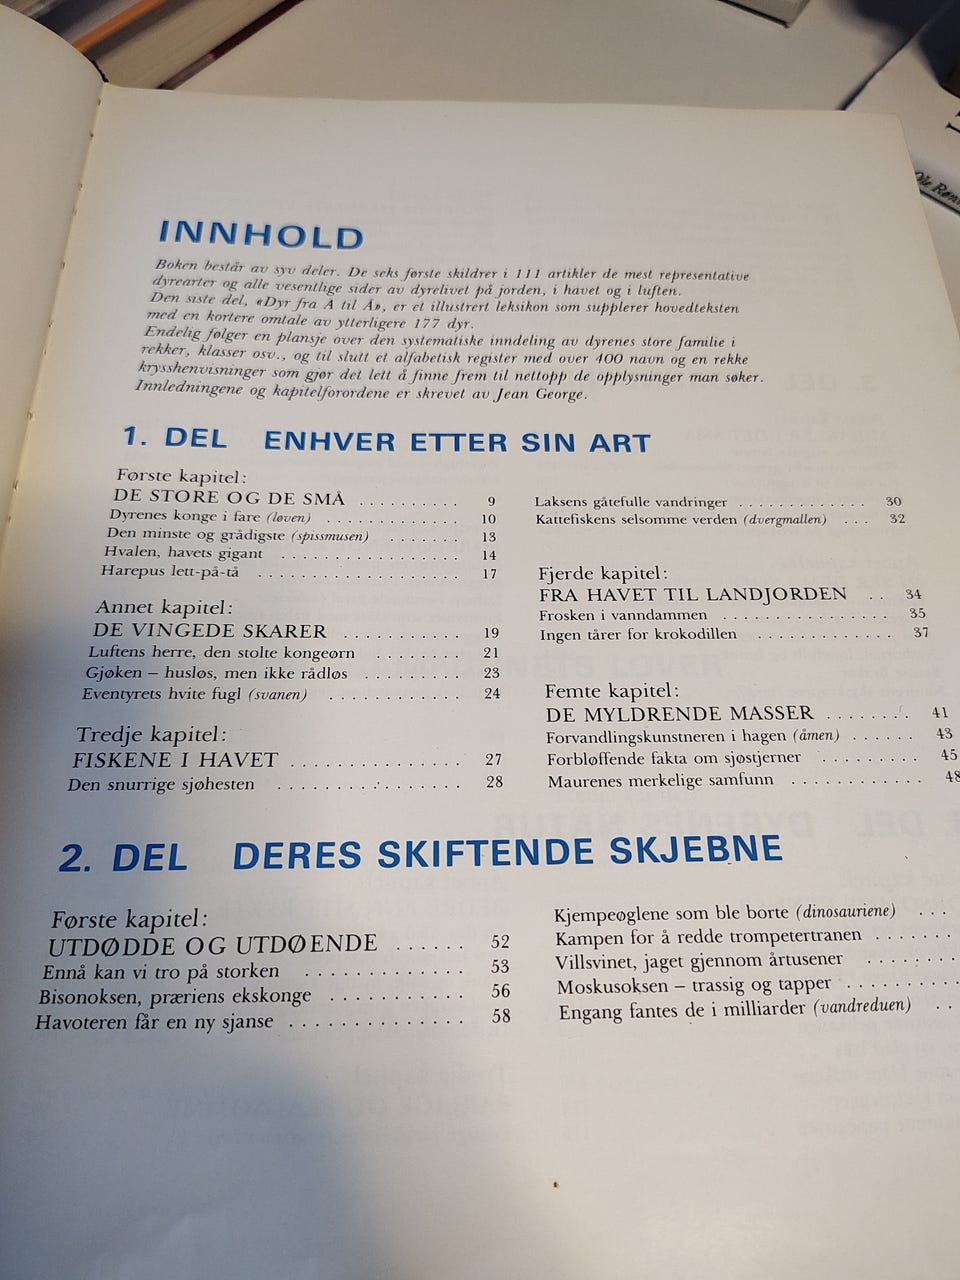 INNHOLD
Boken består av syv deler. De seks første skildrer i 111 artikler de mest representative
dyrearter og alle vesentlige sider av dyrelivet på jorden, i havet og i luften.
Den siste del, «Dyr fra A til Å», er et illustrert leksikon som supplerer hovedteksten
med en kortere omtale av ytterligere 177 dyr.
Endelig følger en plansje over den systematiske inndeling av dyrenes store familie i
rekker, klasser osv., og til slutt et alfabetisk register med over 400 navn og en rekke
krysshenvisninger som gjør det lett å finne frem til nettopp de opplysninger man søker.
Innledningene og kapitelforordene er skrevet av Jean George.
1. DEL ENHVER ETTER SIN ART
Første kapitel:
DE STORE OG DE SMÅ . . . . . . . . 9
Dyrenes konge i fare (løven) . . . . . . . . . . . 10
Den minste og grådigste (spissmusen) . . . . . . . 13
Hvalen, havets gigant . . . . . . . . . . . . . . 14
Harepus lett-på-tå . . . . . . . . . . . . . . . . 17
Annet kapitel:
DE VINGEDE SKARER . . . . . . . . . . 19
Luftens herre, den stolte kongeørn . . . . . . . . 21
Gjøken – husløs, men ikke rådløs . . . . . . . . . 23
Eventyrets hvite fugl (svanen) . . . . . . . . . . . 24
Tredje kapitel:
FISKENE I HAVET . . . . . . . . . . . . . . 27
Den snurrige sjøhesten . . . . . . . . . . . . . . 28
Laksens gåtefulle vandringer . . . . . . . . . . . . . 30
Kattefiskens selsomme verden (dvergmallen) . . . 32
Fjerde kapitel:
FRA HAVET TIL LANDJORDEN . . 34
Frosken i vanndammen . . . . . . . . . . . . . . . 35
Ingen tårer for krokodillen . . . . . . . . . . . . 37
Femte kapitel:
DE MYLDRENDE MASSER . . . . . . . . 41
Forvandlingskunstneren i hagen (åmen) . . . . . . 43
Forbløffende fakta om sjøstjerner . . . . . . . . . 45
Maurenes merkelige samfunn . . . . . . . . . . . . 48
2. DEL DERES SKIFTENDE SKJEBNE
Første kapitel:
UTDØDDE OG UTDØENDE . . . . . . 52
Ennå kan vi tro på storken . . . . . . . . . . . . . 53
Bisonoksen, præriens ekskonge . . . . . . . . . . . 56
Havoteren får en ny sjanse . . . . . . . . . . . . . . 58
Kjempeøglene som ble borte (dinosauriene) . . .
Kampen for å redde trompetertranen . . . . . . .
Villsvinet, jaget gjennom årtusener . . . . . . . .
Moskusoksen – trassig og tapper . . . . . . . . .
Engang fantes de i milliarder (vandreduen) . .